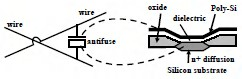 wire
wire
antifuse
oxide
Poly-Si
dielectric
n+ diffusion
Silicon substrate